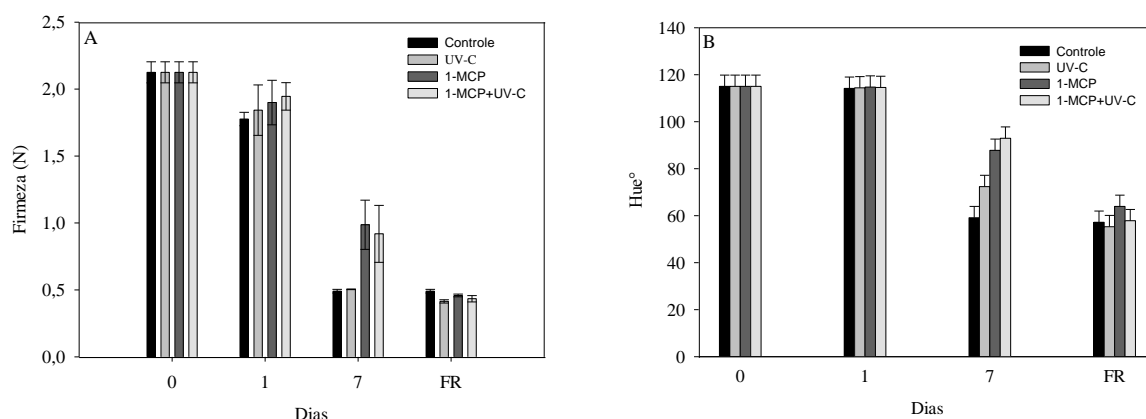 A
Controle
UV-C
1-MCP
1-MCP+UV-C
Firmeza (N)
2,5
2,0
1,5
1,0
0,5
0,0
0 1 7 FR
Dias
B
Controle
UV-C
1-MCP
1-MCP+UV-C
Hue°
140
120
100
80
60
40
20
0
0 1 7 FR
Dias